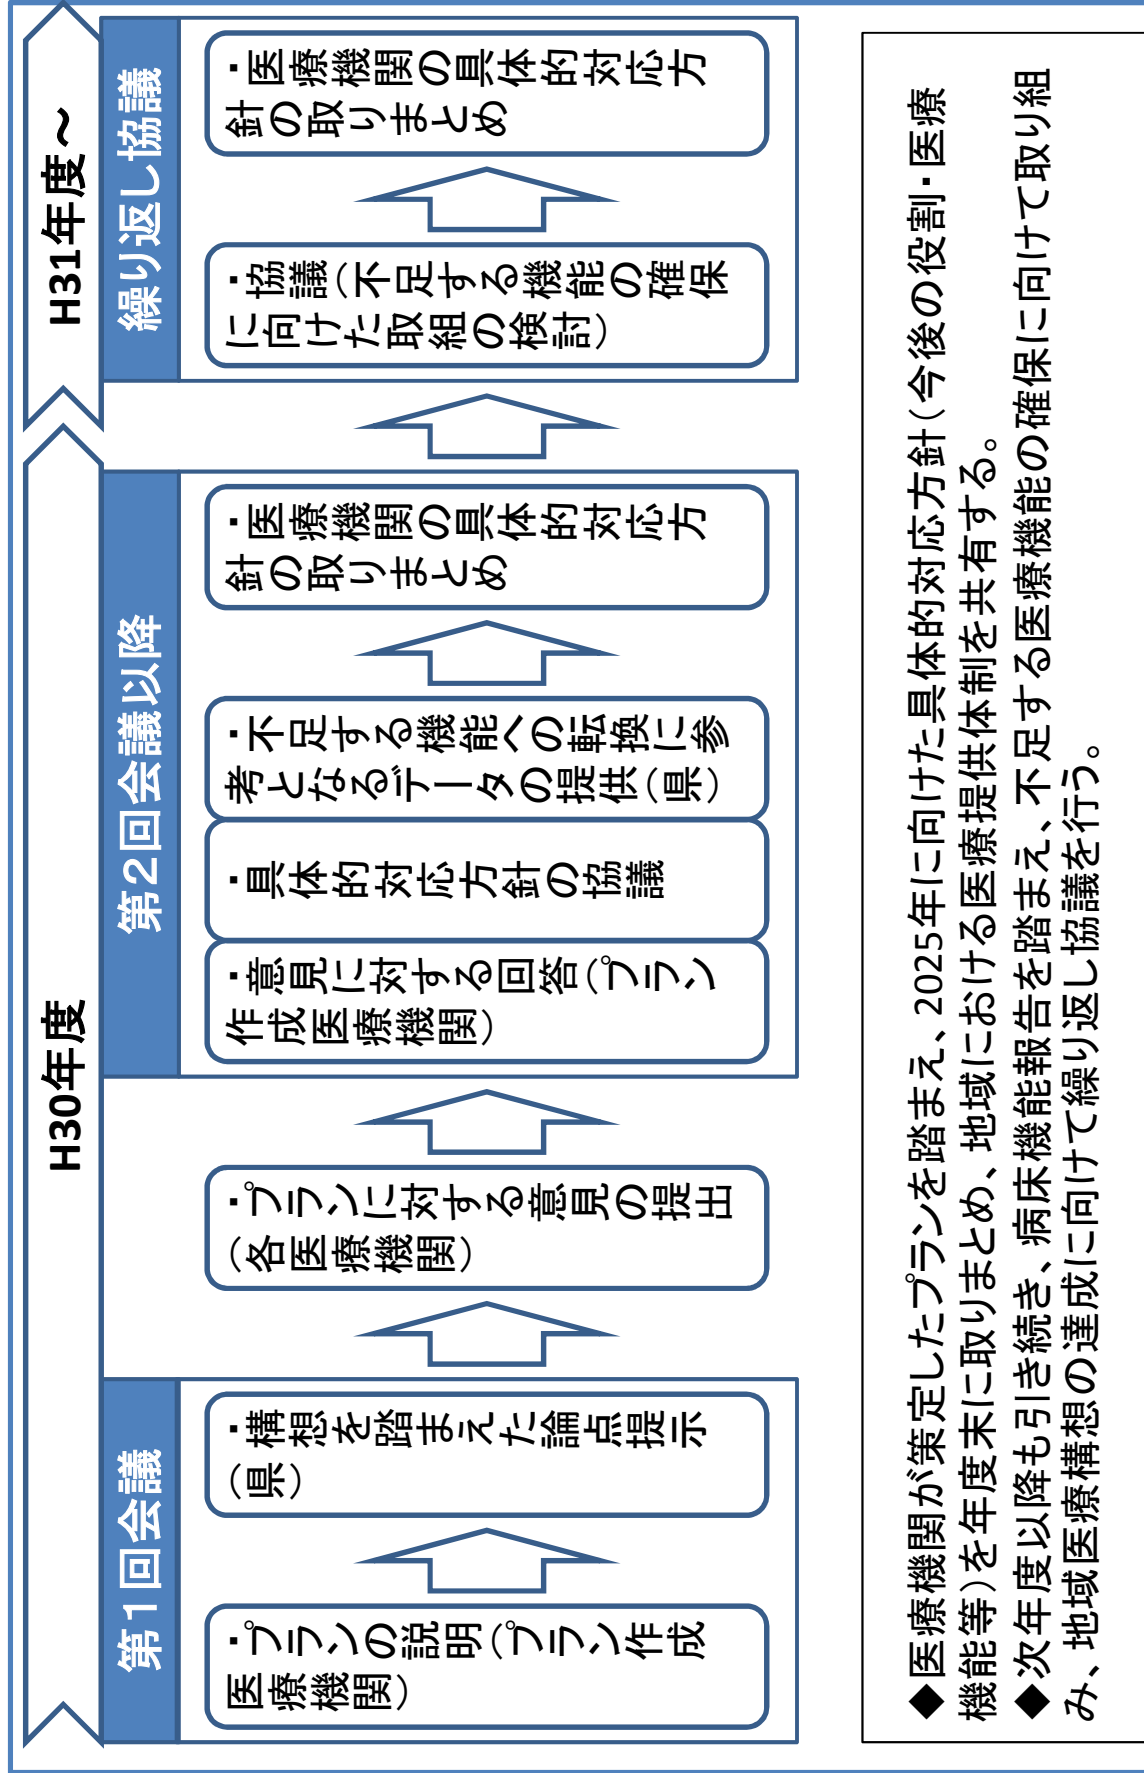 H30年度
H31年度～
第１回会議
・プランの説明（プラン作成
医療機関）
・構想を踏まえた論点提示
（県）
・プランに対する意見の提出
（各医療機関）
第２回会議以降
・意見に対する回答（プラン
作成医療機関）
・具体的対応方針の協議
・不足する機能への転換に参
考となるデータの提供（県）
・医療機関の具体的対応方
針の取りまとめ
繰り返し協議
・協議（不足する機能の確保
に向けた取組の検討）
・医療機関の具体的対応方
針の取りまとめ
◆医療機関が策定したプランを踏まえ、2025年に向けた具体的対応方針（今後の役割・医療
機能等）を年度末に取りまとめ、地域における医療提供体制を共有する。
◆次年度以降も引き続き、病床機能報告を踏まえ、不足する医療機能の確保に向けて取り組
み、地域医療構想の達成に向けて繰り返し協議を行う。